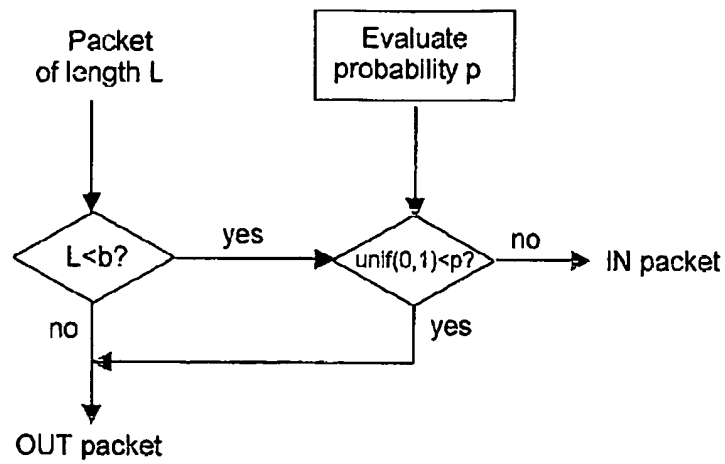 Packet
of length L
Evaluate
probability p
L<b?
yes
unif(0,1)<p?
no
IN packet
no
yes
OUT packet